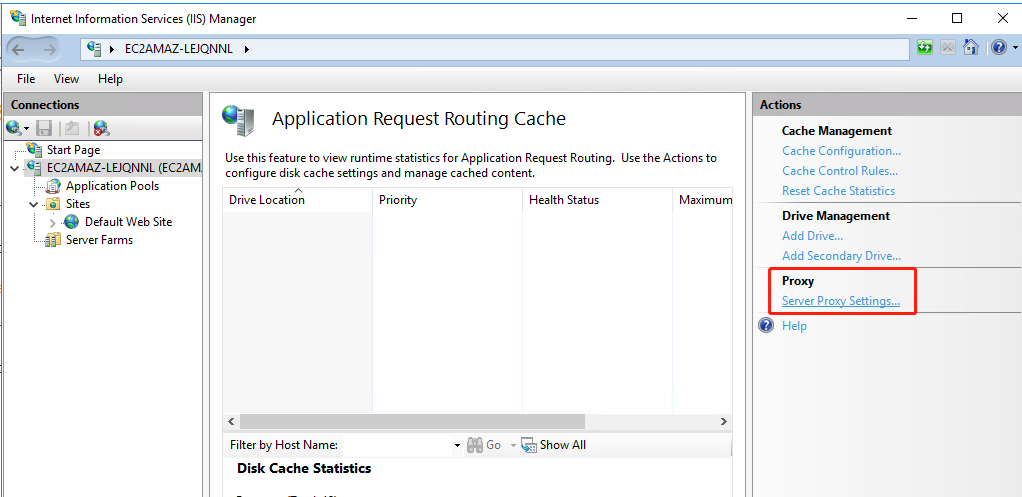 Internet Information Services (IIS) Manager
EC2AMAZ-LEJQNNL
File View Help
Connections
Start Page
EC2AMAZ-LEJQNNL (EC2AM
Application Pools
Sites
Default Web Site
Server Farms
Application Request Routing Cache
Use this feature to view runtime statistics for Application Request Routing. Use the Actions to
configure disk cache settings and manage cached content.
Drive Location Priority Health Status Maximum
Filter by Host Name: Go Show All
Disk Cache Statistics
Actions
Cache Management
Cache Configuration...
Cache Control Rules...
Reset Cache Statistics
Drive Management
Add Drive...
Add Secondary Drive...
Proxy
Server Proxy Settings...
Help